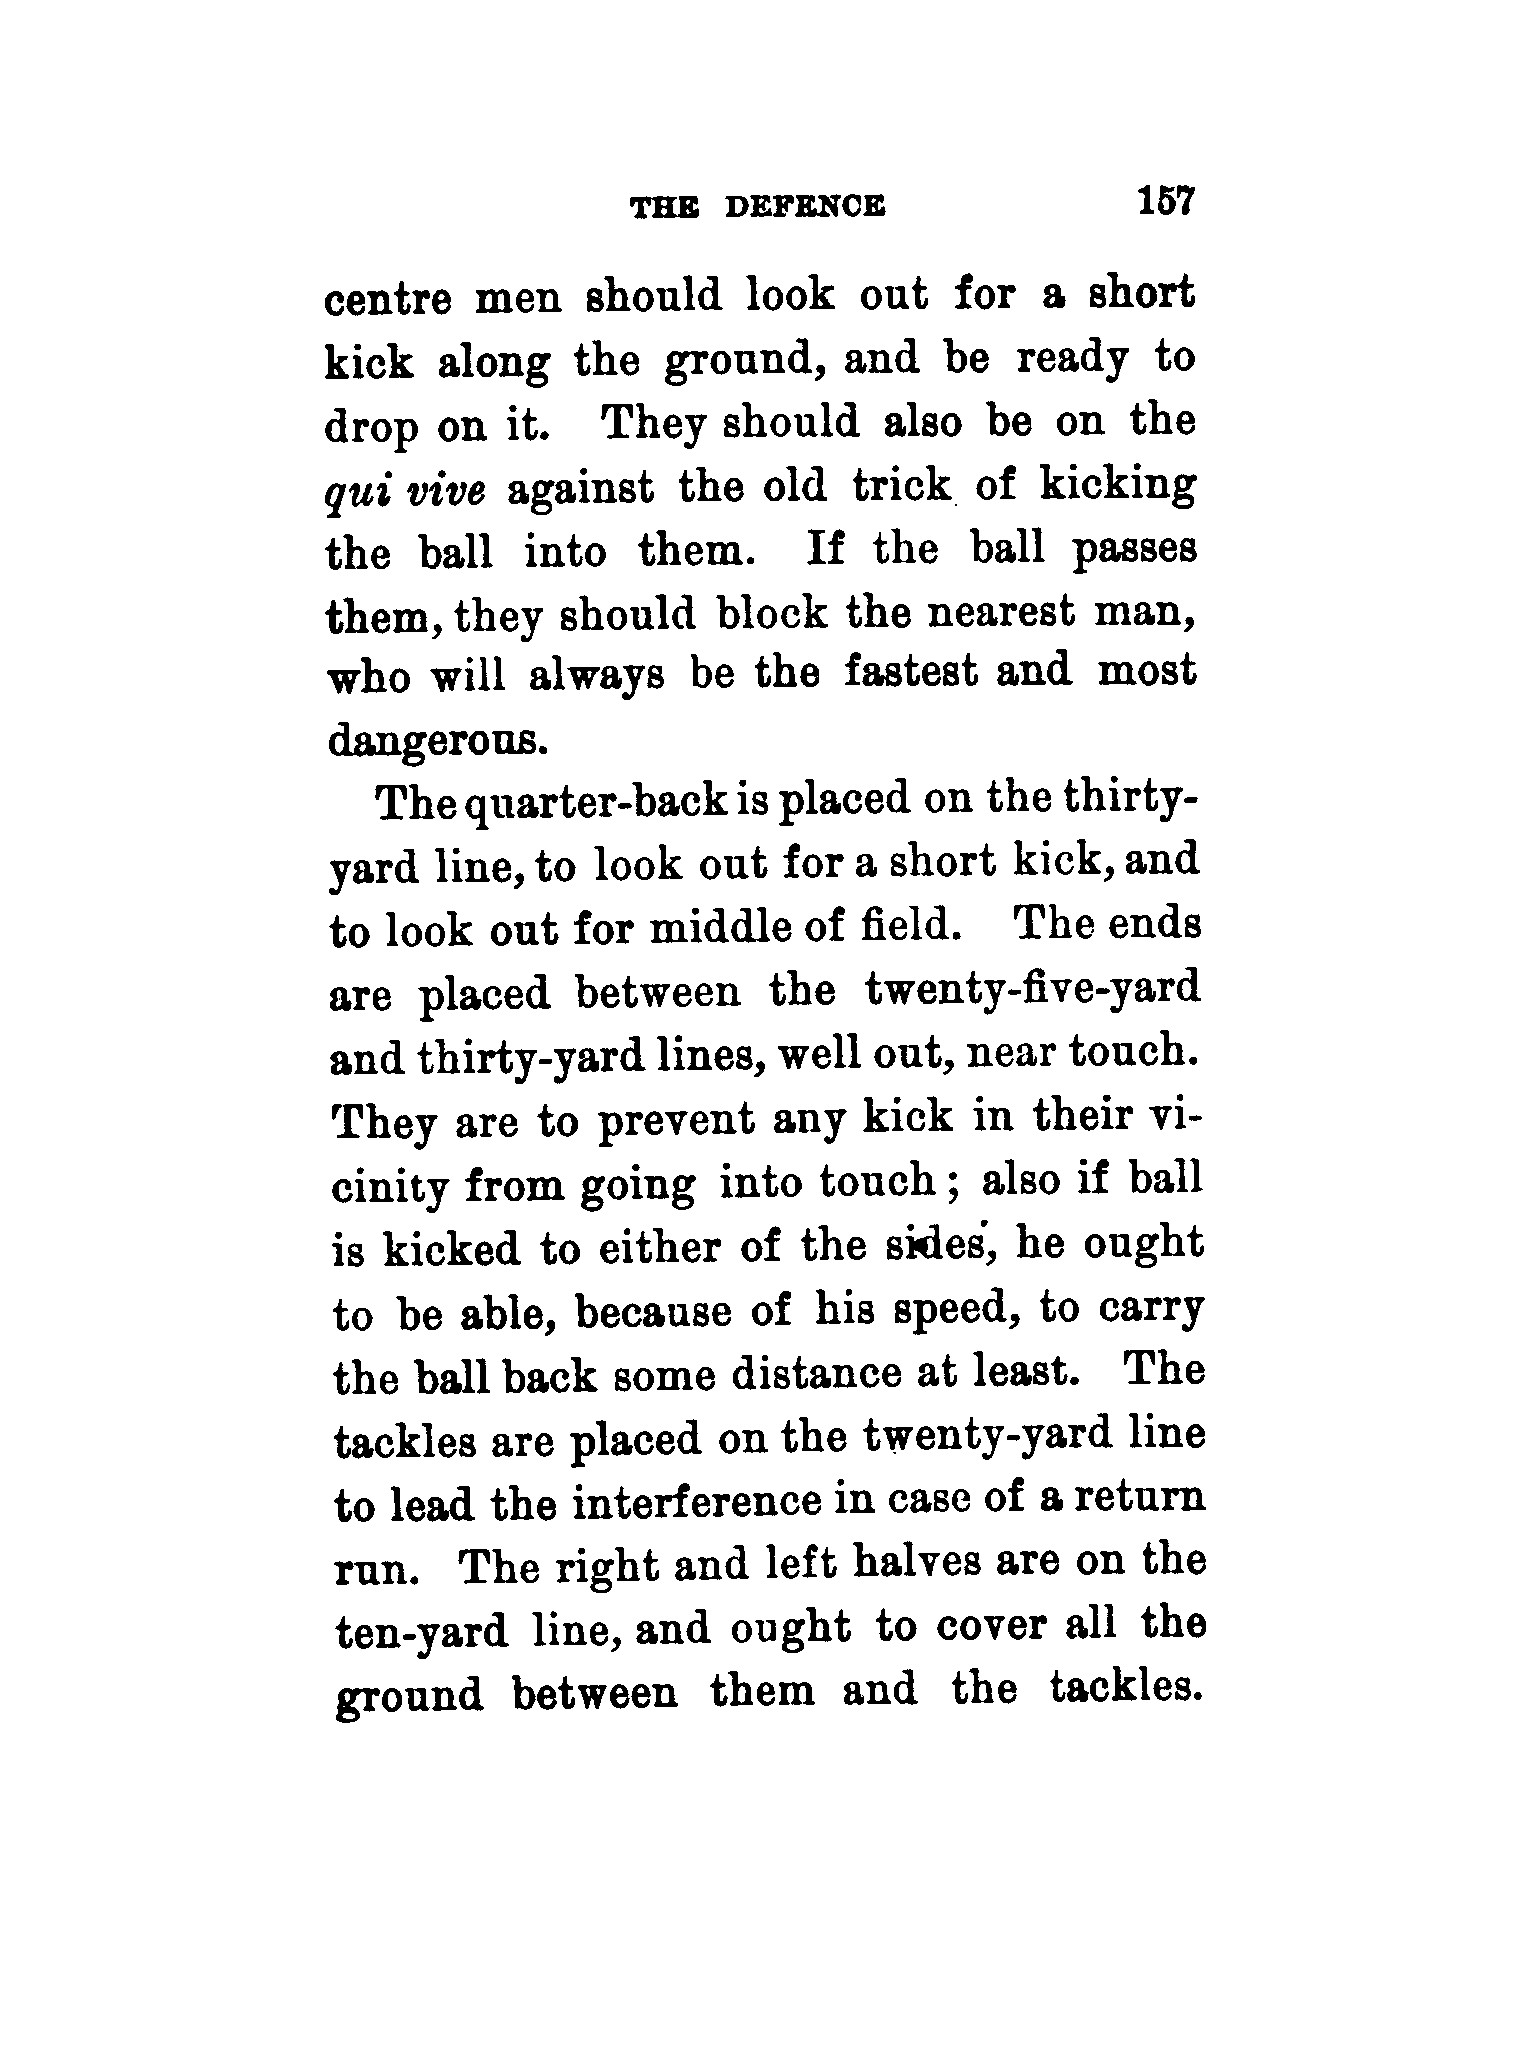 THE DEFENCE 157
centre men should look out for a short
kick along the ground, and be ready to
drop on it. They should also be on the
qui vive against the old trick of kicking
the ball into them. If the ball passes
them, they should block the nearest man,
who will always be the fastest and most
dangerous.
The quarter-back is placed on the thirty-
yard line, to look out for a short kick, and
to look out for middle of field. The ends
are placed between the twenty-five-yard
and thirty-yard lines, well out, near touch.
They are to prevent any kick in their vi-
cinity from going into touch; also if ball
is kicked to either of the sides, he ought
to be able, because of his speed, to carry
the ball back some distance at least. The
tackles are placed on the twenty-yard line
to lead the interference in case of a return
run. The right and left halves are on the
ten-yard line, and ought to cover all the
ground between them and the tackles.